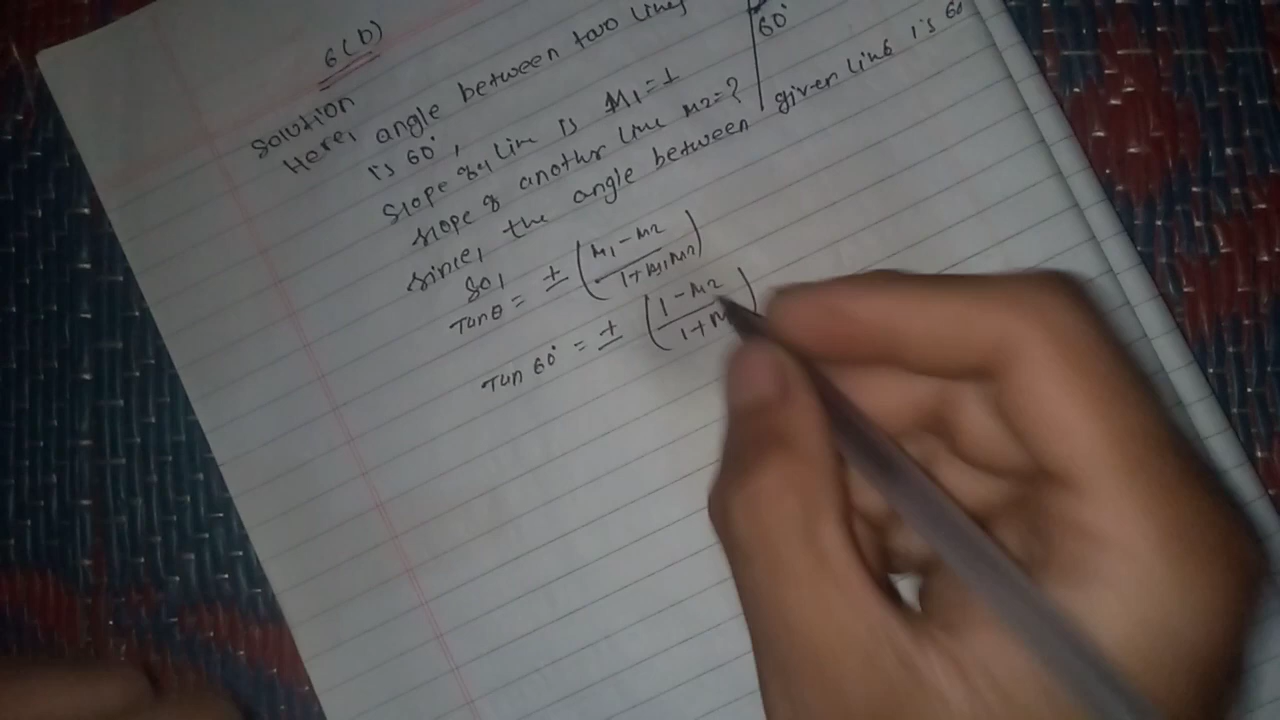 6(b)
Solution
Here, angle between two lines
is 60°,
Slope of 1 line is M₁ = 1
slope of another line M₂ = ?
since, the angle between given line is 60
60°
So,
Tanθ = ± (M₁ - M₂ / 1 + M₁M₂)
Tan 60° = ± (1 - M₂ / 1 + M